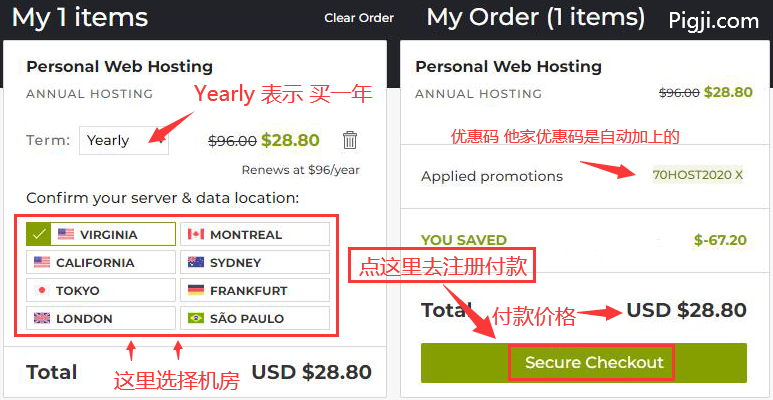 My 1 items
Clear Order
Personal Web Hosting
ANNUAL HOSTING
Yearly 表示 买一年
Term:
Yearly
$96.00 $28.80
Renews at $96/year
Confirm your server & data location:
VIRGINIA
MONTREAL
CALIFORNIA
SYDNEY
TOKYO
FRANKFURT
LONDON
SÃO PAULO
这里选择机房
Total
USD $28.80
My Order (1 items)
Pigji.com
Personal Web Hosting
ANNUAL HOSTING
$96.00 $28.80
优惠码 他家优惠码是自动加上的
Applied promotions
70HOST2020 X
YOU SAVED
$-67.20
点这里去注册付款
Total
付款价格
USD $28.80
Secure Checkout